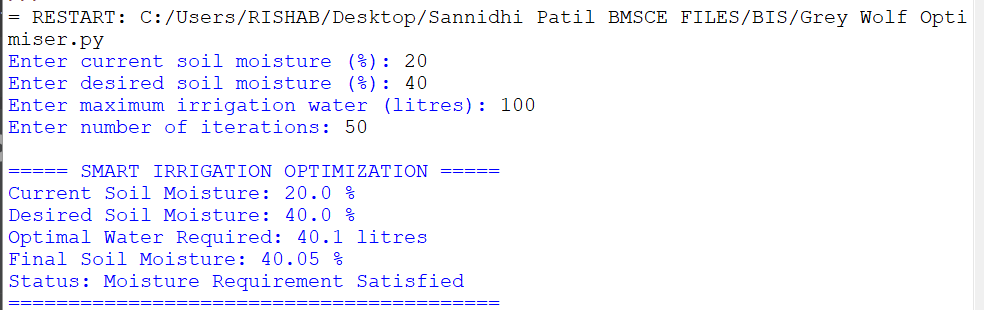 = RESTART: C:/Users/RISHAB/Desktop/Sannidhi Patil BMSCE FILES/BIS/Grey Wolf Opti
miser.py
Enter current soil moisture (%): 20
Enter desired soil moisture (%): 40
Enter maximum irrigation water (litres): 100
Enter number of iterations: 50
===== SMART IRRIGATION OPTIMIZATION =====
Current Soil Moisture: 20.0 %
Desired Soil Moisture: 40.0 %
Optimal Water Required: 40.1 litres
Final Soil Moisture: 40.05 %
Status: Moisture Requirement Satisfied
=========================================